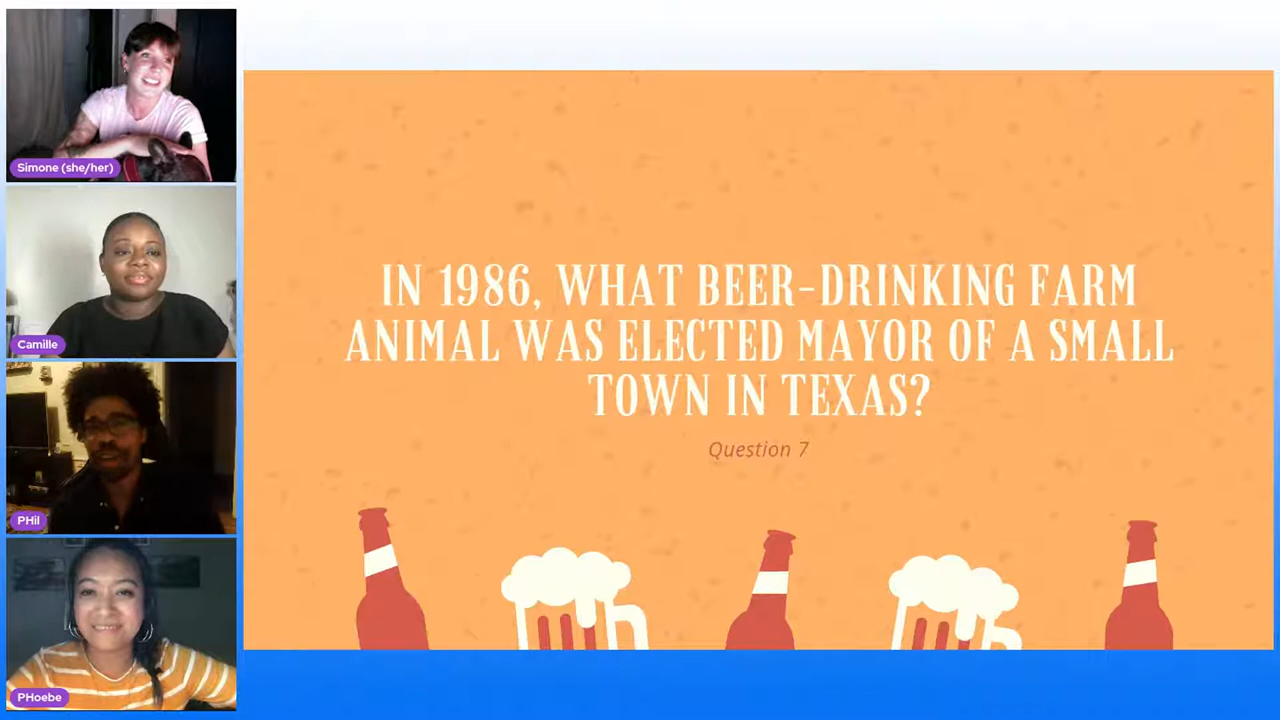 Simone (she/her)
Camille
PHil
PHoebe
IN 1986, WHAT BEER-DRINKING FARM
ANIMAL WAS ELECTED MAYOR OF A SMALL
TOWN IN TEXAS?
Question 7